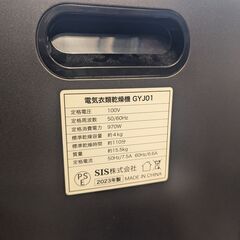 電気衣類乾燥機 GYJ01
定格電圧 100V
定格周波数 50/60Hz
定格消費電力 970W
標準乾燥容量 約4kg
標準乾燥時間 約110分
質量 約15.5kg
定格電流 50Hz/7.5A 60Hz/6.6A
PSE
SIS株式会社
2023年製 MADE IN CHINA